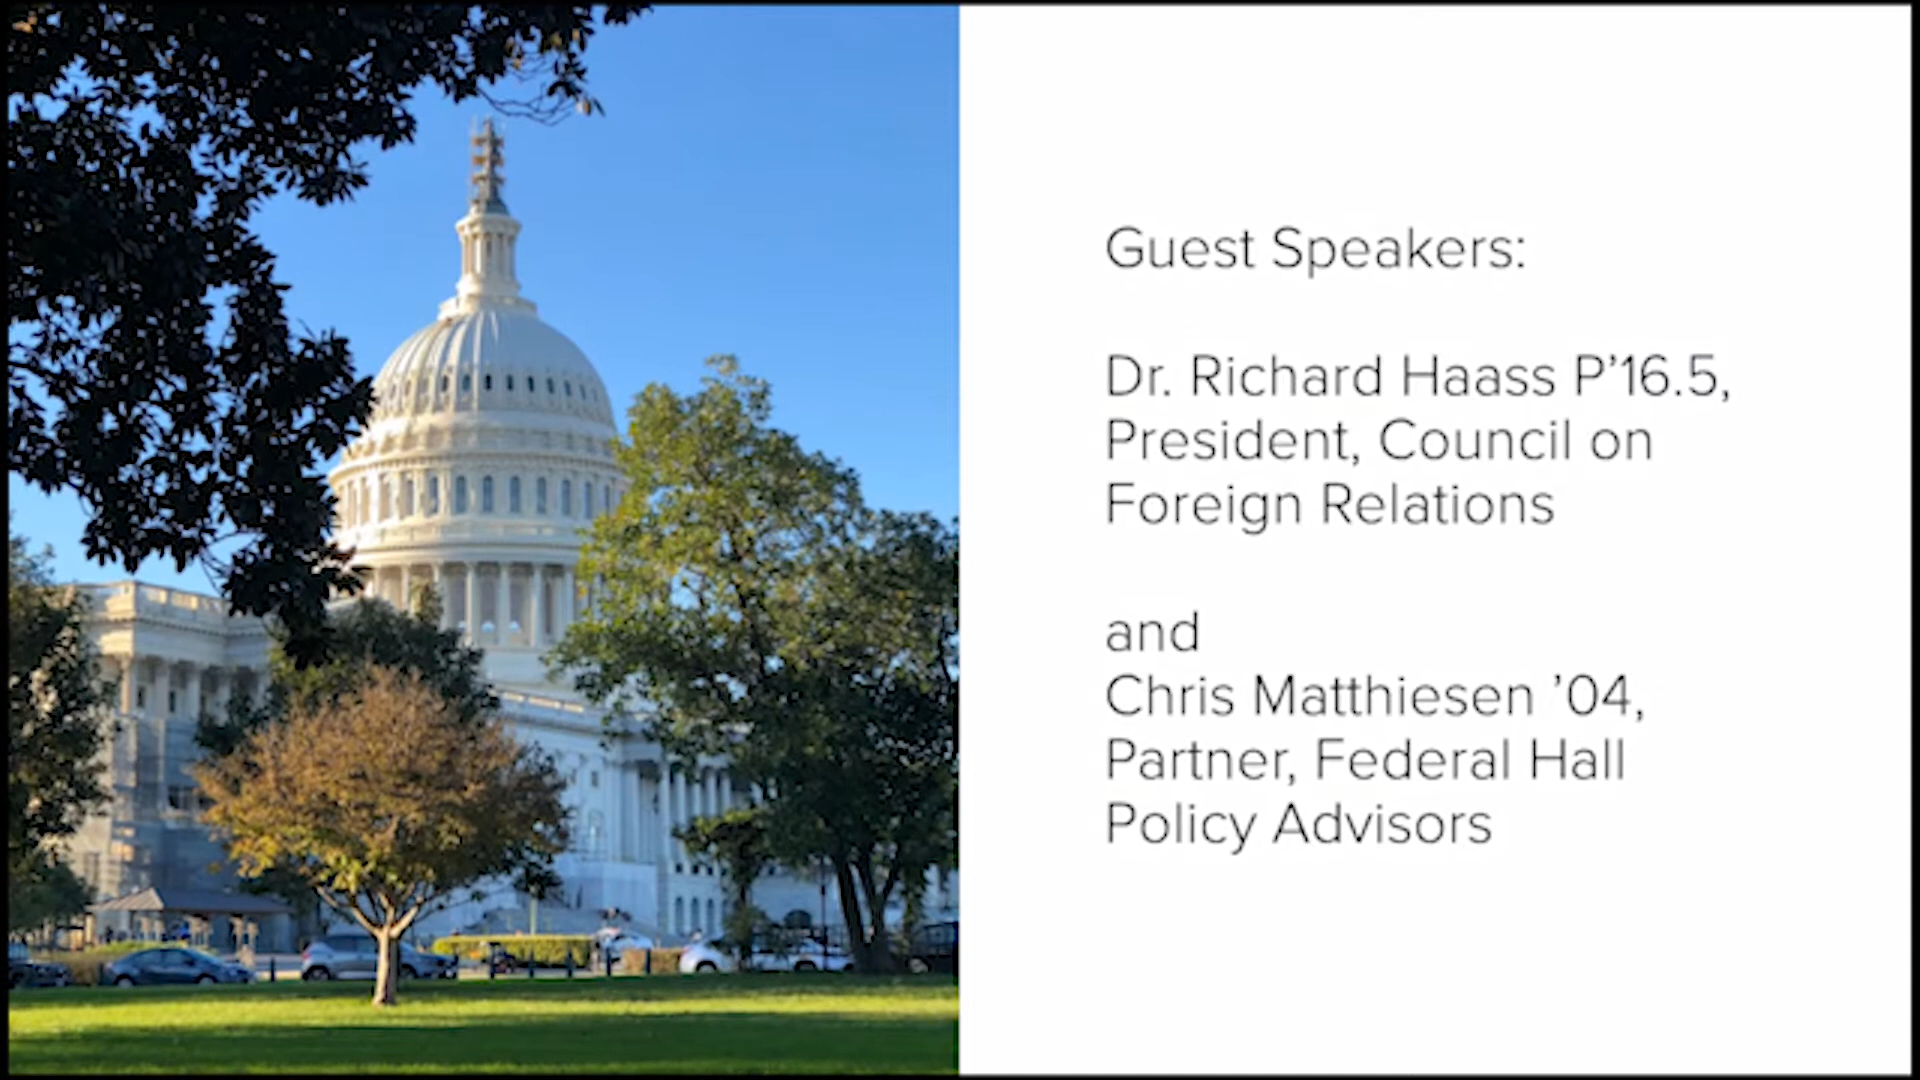 Guest Speakers:
Dr. Richard Haass P’16.5,
President, Council on
Foreign Relations
and
Chris Matthiesen ’04,
Partner, Federal Hall
Policy Advisors